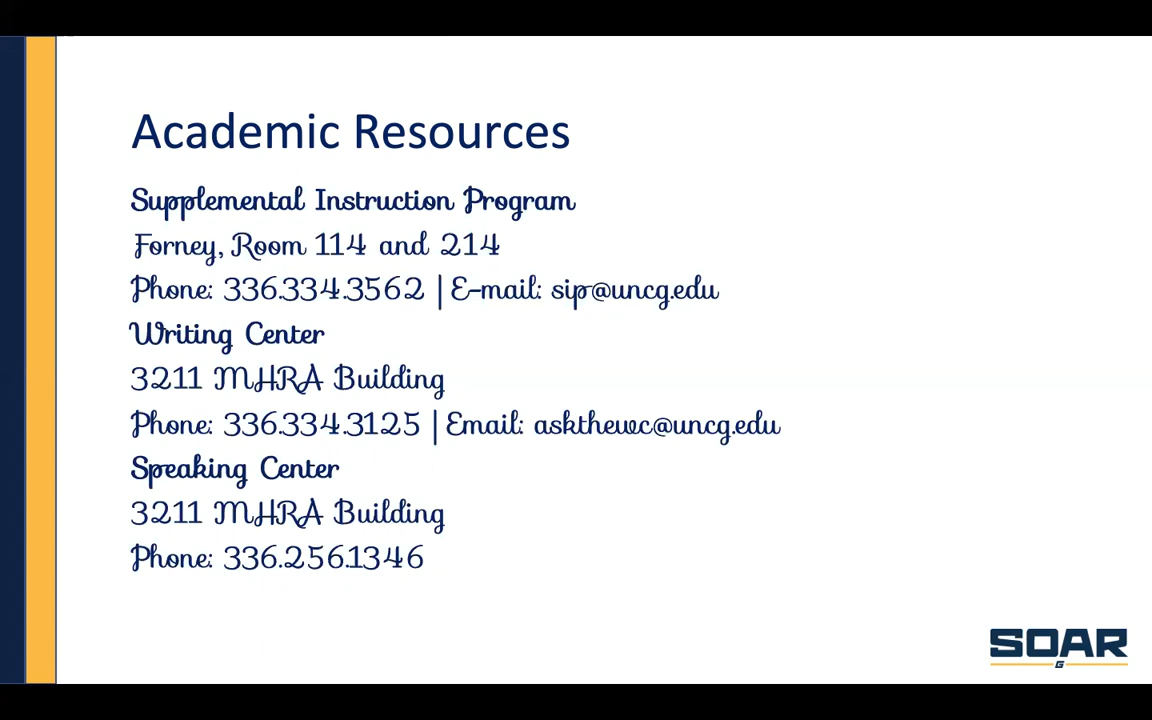 Academic Resources
Supplemental Instruction Program
Forney, Room 114 and 214
Phone: 336.334.3562 | E-mail: sip@uncg.edu
Writing Center
3211 MHRA Building
Phone: 336.334.3125 | Email: askthewc@uncg.edu
Speaking Center
3211 MHRA Building
Phone: 336.256.1346
SOAR
G